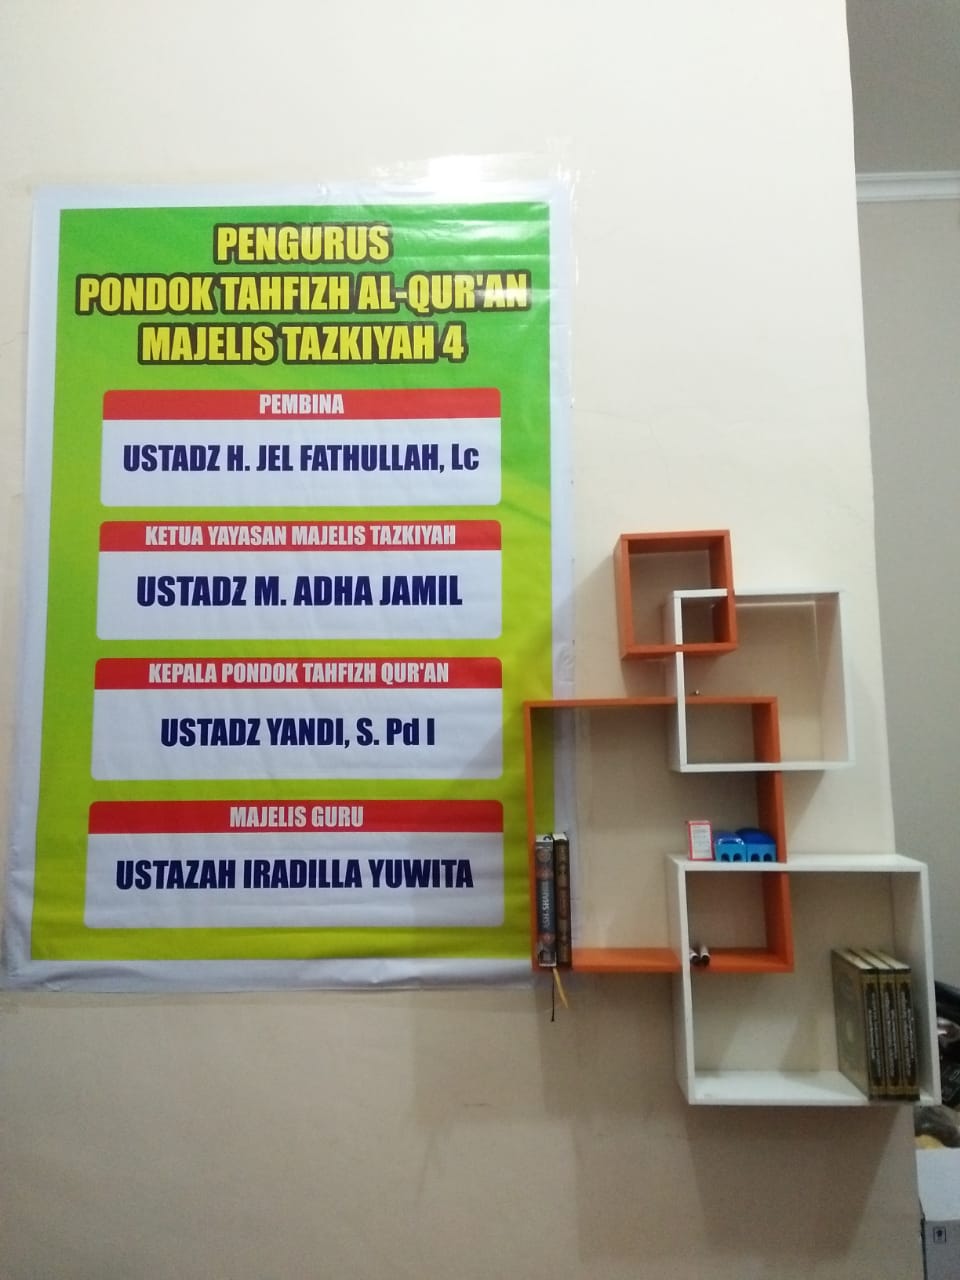 PENGURUS
PONDOK TAHFIZH AL-QUR'AN
MAJELIS TAZKIYAH 4
PEMBINA
USTADZ H. JEL FATHULLAH, Lc
KETUA YAYASAN MAJELIS TAZKIYAH
USTADZ M. ADHA JAMIL
KEPALA PONDOK TAHFIZH QUR'AN
USTADZ YANDI, S. Pd I
MAJELIS GURU
USTAZAH IRADILLA YUWITA